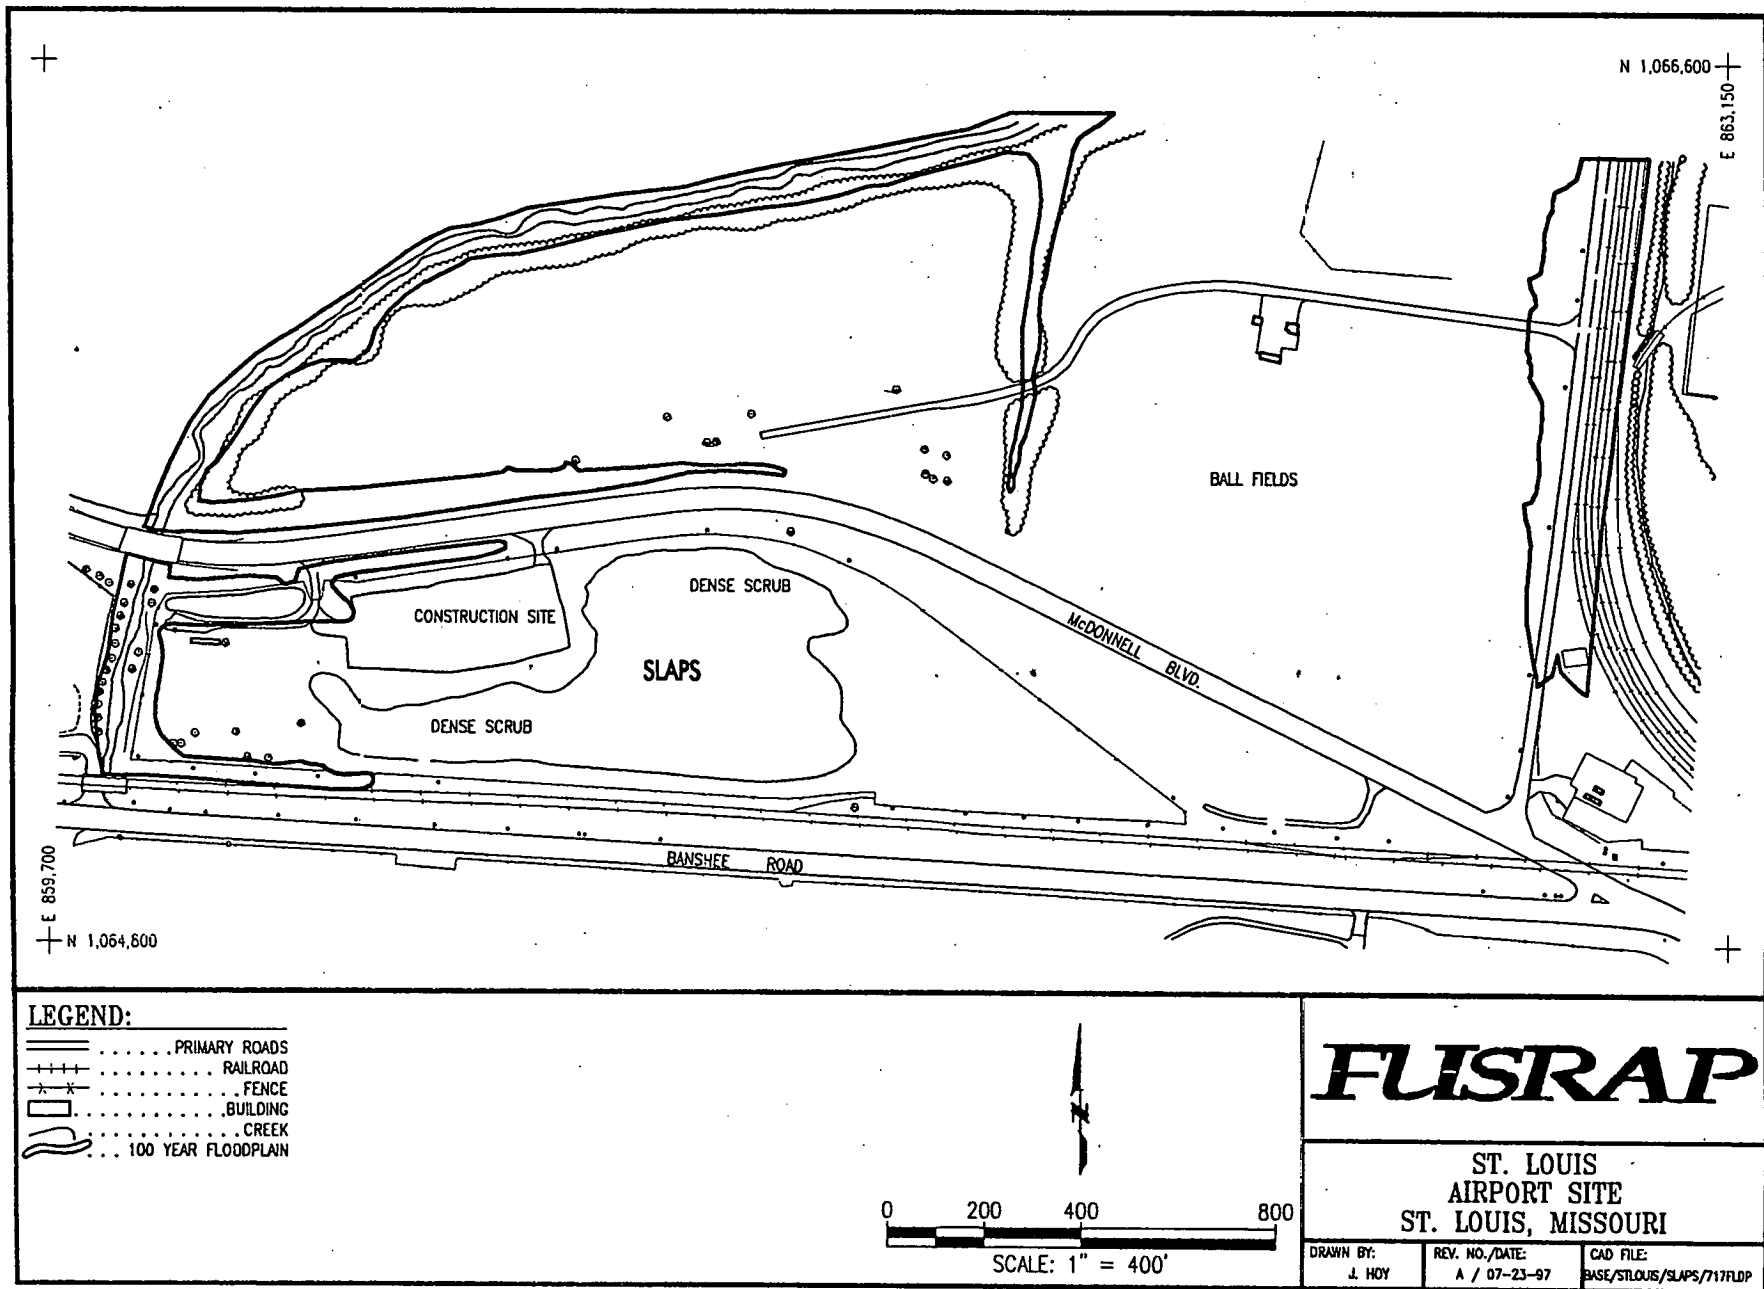 N 1,066,600
E 863,150
BALL FIELDS
DENSE SCRUB
CONSTRUCTION SITE
McDONNELL BLVD.
SLAPS
DENSE SCRUB
BANSHEE ROAD
E 859,700
N 1,064,800
LEGEND:
. . . . . . PRIMARY ROADS
. . . . . . . . . RAILROAD
. . . . . . . . . . . FENCE
. . . . . . . . . . . . BUILDING
. . . . . . . . . . . . CREEK
. . . 100 YEAR FLOODPLAIN
N
0 200 400 800
SCALE: 1" = 400'
FUSRAP
ST. LOUIS
AIRPORT SITE
ST. LOUIS, MISSOURI
DRAWN BY:
J. HOY
REV. NO./DATE:
A / 07-23-97
CAD FILE:
BASE/STLOUIS/SLAPS/717FLDP